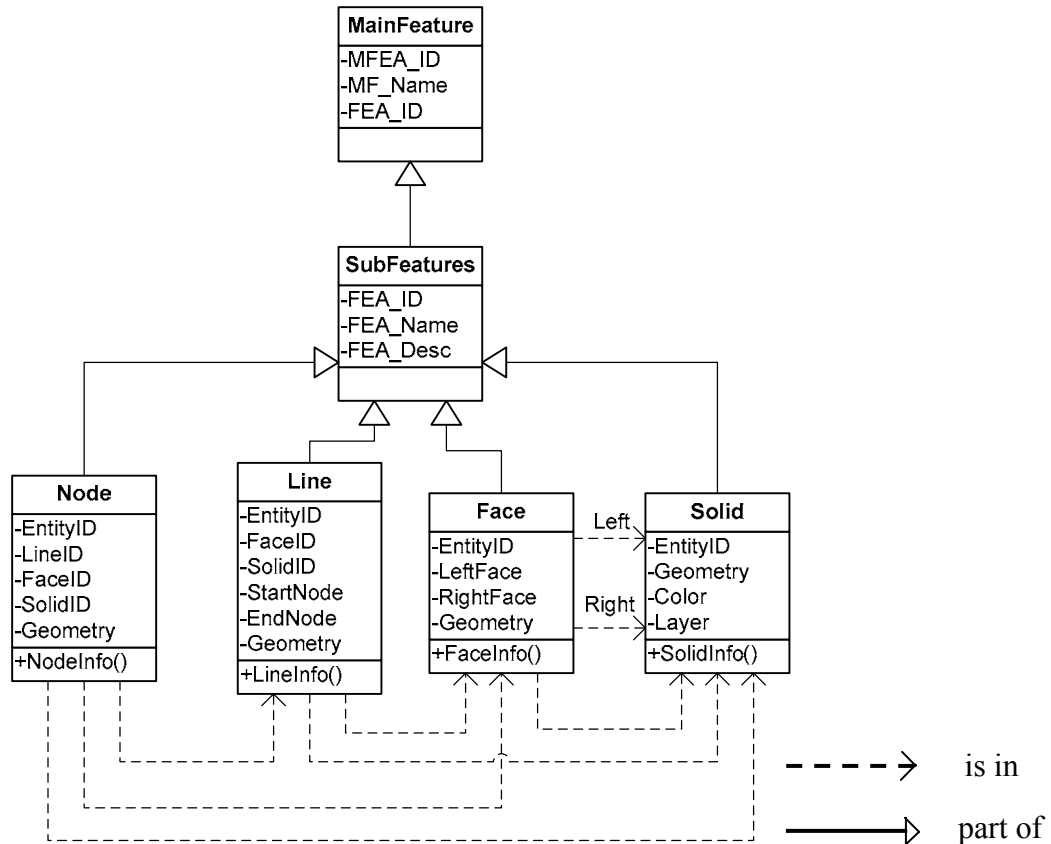 MainFeature
-MFEA_ID
-MF_Name
-FEA_ID
SubFeatures
-FEA_ID
-FEA_Name
-FEA_Desc
Node
-EntityID
-LineID
-FaceID
-SolidID
-Geometry
+NodeInfo()
Line
-EntityID
-FaceID
-SolidID
-StartNode
-EndNode
-Geometry
+LineInfo()
Face
-EntityID
-LeftFace
-RightFace
-Geometry
+FaceInfo()
Left
Right
Solid
-EntityID
-Geometry
-Color
-Layer
+SolidInfo()
is in
part of